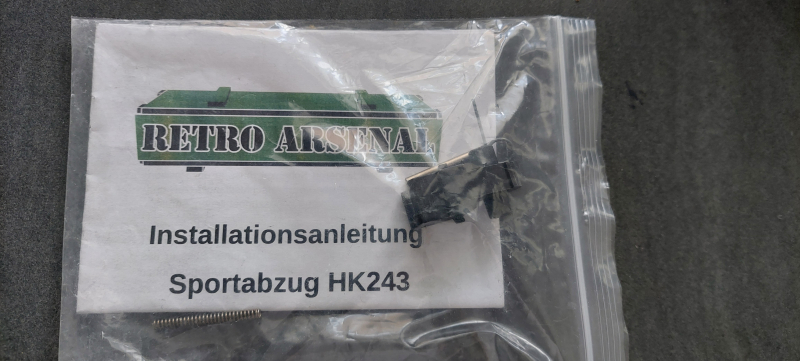 RETRO ARSENAL
Installationsanleitung
Sportabzug HK243